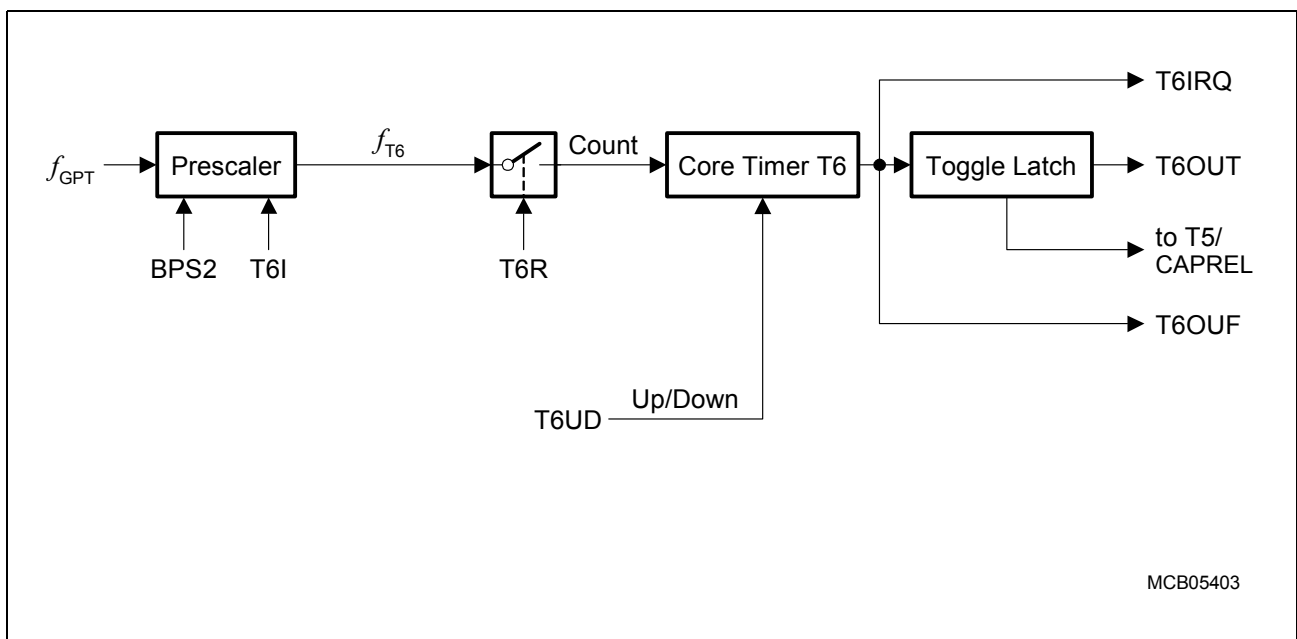 T6IRQ
fGPT
Prescaler
fT6
Count
Core Timer T6
Toggle Latch
T6OUT
BPS2
T6I
T6R
to T5/
CAPREL
T6OUF
T6UD
Up/Down
MCB05403